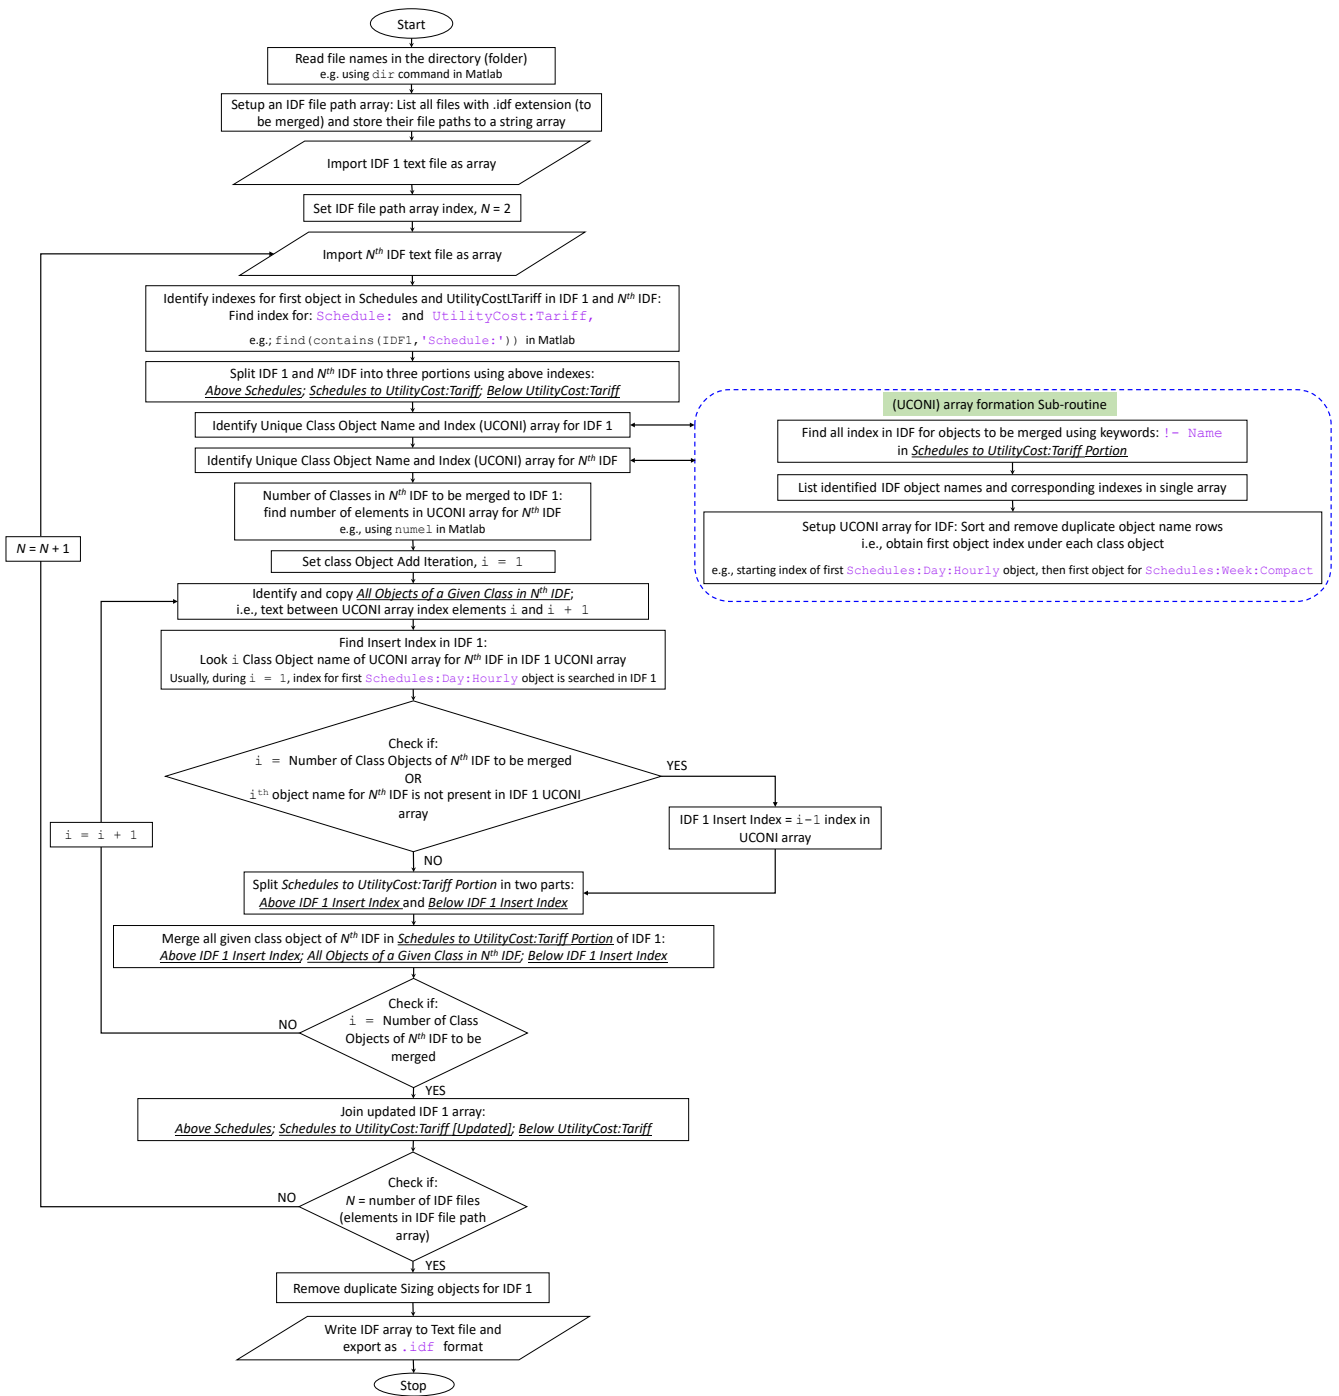 Start
Read file names in the directory (folder)
e.g. using dir command in Matlab
Setup an IDF file path array: List all files with .idf extension (to
be merged) and store their file paths to a string array
Import IDF 1 text file as array
Set IDF file path array index, N = 2
Import Nth IDF text file as array
Identify indexes for first object in Schedules and UtilityCostLTariff in IDF 1 and Nth IDF:
Find index for: Schedule: and UtilityCost:Tariff,
e.g.; find(contains(IDF1,'Schedule:')) in Matlab
Split IDF 1 and Nth IDF into three portions using above indexes:
Above Schedules; Schedules to UtilityCost:Tariff; Below UtilityCost:Tariff
Identify Unique Class Object Name and Index (UCONI) array for IDF 1
Identify Unique Class Object Name and Index (UCONI) array for Nth IDF
(UCONI) array formation Sub-routine
Find all index in IDF for objects to be merged using keywords: !- Name
in Schedules to UtilityCost:Tariff Portion
List identified IDF object names and corresponding indexes in single array
Setup UCONI array for IDF: Sort and remove duplicate object name rows
i.e., obtain first object index under each class object
e.g., starting index of first Schedules:Day:Hourly object, then first object for Schedules:Week:Compact
Number of Classes in Nth IDF to be merged to IDF 1:
find number of elements in UCONI array for Nth IDF
e.g., using numel in Matlab
N = N + 1
Set class Object Add Iteration, i = 1
Identify and copy All Objects of a Given Class in Nth IDF;
i.e., text between UCONI array index elements i and i + 1
Find Insert Index in IDF 1:
Look i Class Object name of UCONI array for Nth IDF in IDF 1 UCONI array
Usually, during i = 1, index for first Schedules:Day:Hourly object is searched in IDF 1
Check if:
i = Number of Class Objects of Nth IDF to be merged
OR
ith object name for Nth IDF is not present in IDF 1 UCONI
array
YES
IDF 1 Insert Index = i-1 index in
UCONI array
i = i + 1
NO
Split Schedules to UtilityCost:Tariff Portion in two parts:
Above IDF 1 Insert Index and Below IDF 1 Insert Index
Merge all given class object of Nth IDF in Schedules to UtilityCost:Tariff Portion of IDF 1:
Above IDF 1 Insert Index; All Objects of a Given Class in Nth IDF; Below IDF 1 Insert Index
Check if:
i = Number of Class
Objects of Nth IDF to be
merged
NO
YES
Join updated IDF 1 array:
Above Schedules; Schedules to UtilityCost:Tariff [Updated]; Below UtilityCost:Tariff
Check if:
N = number of IDF files
(elements in IDF file path
array)
NO
YES
Remove duplicate Sizing objects for IDF 1
Write IDF array to Text file and
export as .idf format
Stop